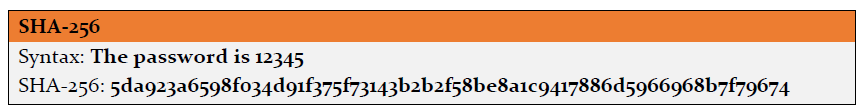 SHA-256
Syntax: The password is 12345
SHA-256: 5da923a6598f034d91f375f73143b2b2f58be8a1c9417886d5966968b7f79674